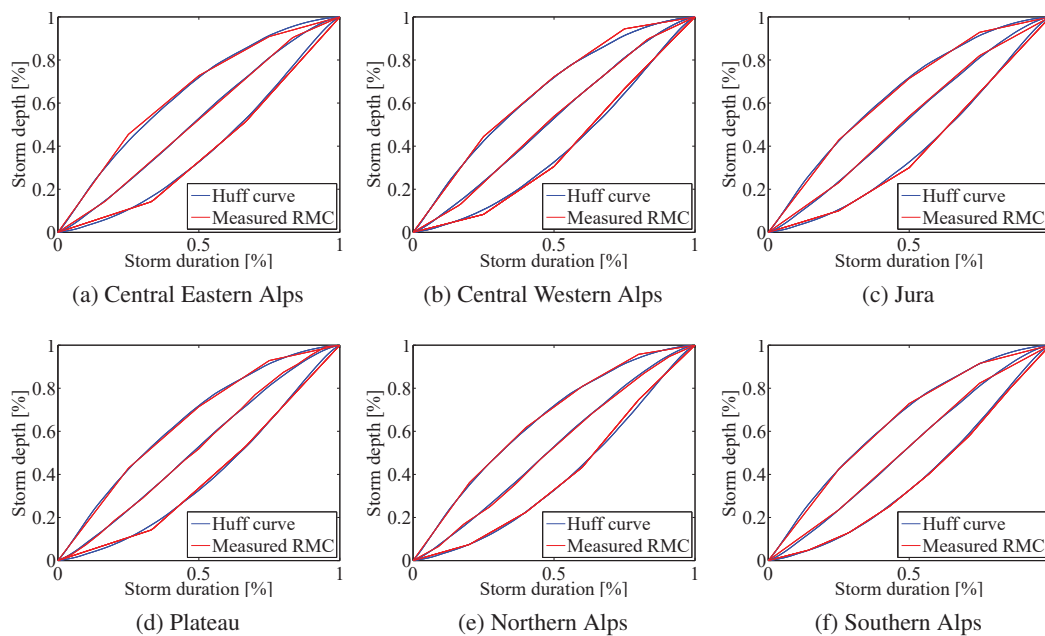 1
0.8
0.6
0.4
0.2
0
Storm depth [%]
Huff curve
Measured RMC
0
0.5
1
Storm duration [%]
(a) Central Eastern Alps
1
0.8
0.6
0.4
0.2
0
Storm depth [%]
Huff curve
Measured RMC
0
0.5
1
Storm duration [%]
(b) Central Western Alps
1
0.8
0.6
0.4
0.2
0
Storm depth [%]
Huff curve
Measured RMC
0
0.5
Storm duration [%]
(c) Jura
1
0.8
0.6
0.4
0.2
0
Storm depth [%]
Huff curve
Measured RMC
0
0.5
1
Storm duration [%]
(d) Plateau
1
0.8
0.6
0.4
0.2
0
Storm depth [%]
Huff curve
Measured RMC
0
0.5
1
Storm duration [%]
(e) Northern Alps
1
0.8
0.6
0.4
0.2
0
Storm depth [%]
Huff curve
Measured RMC
0
0.5
Storm duration [%]
(f) Southern Alps